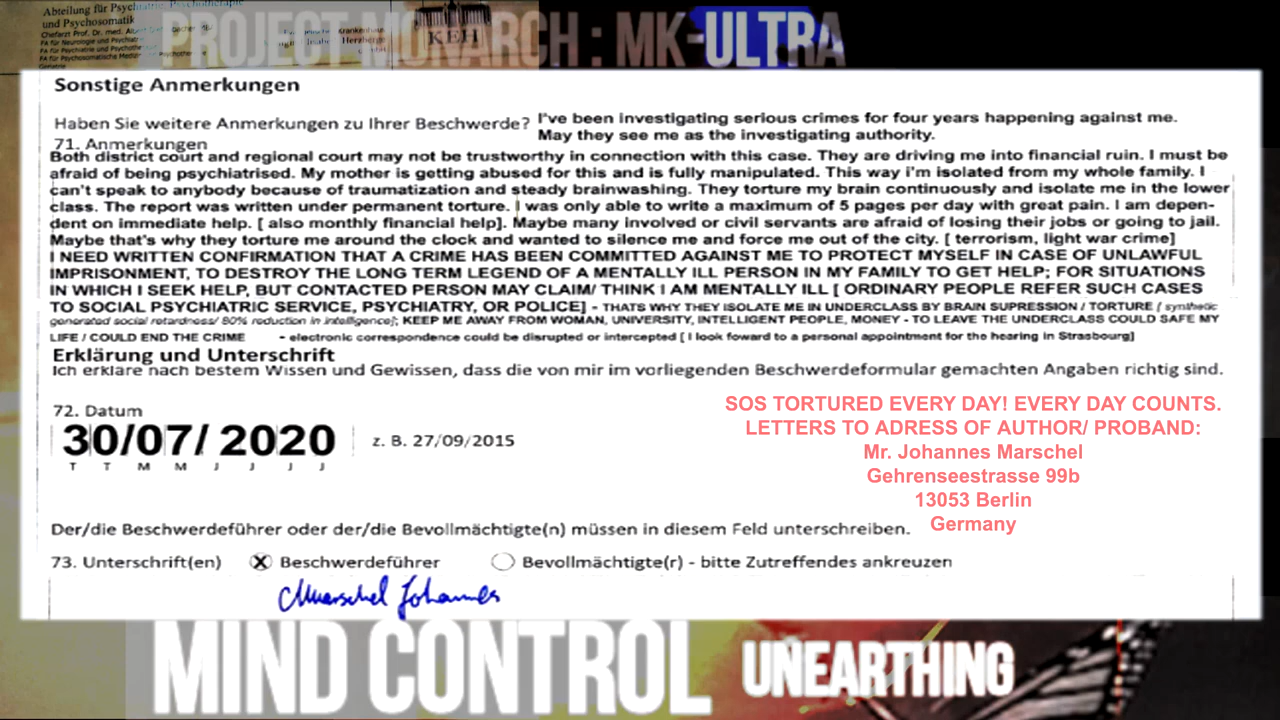 Abteilung für Psychiatrie, Psychotherapie
und Psychosomatik
Chefarzt Prof. Dr. med.
FA für Neurologie und
FA für Psychiatrie und
FA für Psychosomatische
KEH
PROJECT MONARCH : MK-ULTRA
Sonstige Anmerkungen
Haben Sie weitere Anmerkungen zu Ihrer Beschwerde? I've been investigating serious crimes for four years happening against me.
May they see me as the investigating authority.
71. Anmerkungen
Both district court and regional court may not be trustworthy in connection with this case. They are driving me into financial ruin. I must be
afraid of being psychiatrised. My mother is getting abused for this and is fully manipulated. This way i'm isolated from my whole family. I
can't speak to anybody because of traumatization and steady brainwashing. They torture my brain continuously and isolate me in the lower
class. The report was written under permanent torture. I was only able to write a maximum of 5 pages per day with great pain. I am depen-
dent on immediate help. [ also monthly financial help]. Maybe many involved or civil servants are afraid of losing their jobs or going to jail.
Maybe that's why they torture me around the clock and wanted to silence me and force me out of the city. [ terrorism, light war crime]
I NEED WRITTEN CONFIRMATION THAT A CRIME HAS BEEN COMMITTED AGAINST ME TO PROTECT MYSELF IN CASE OF UNLAWFUL
IMPRISONMENT, TO DESTROY THE LONG TERM LEGEND OF A MENTALLY ILL PERSON IN MY FAMILY TO GET HELP; FOR SITUATIONS
IN WHICH I SEEK HELP, BUT CONTACTED PERSON MAY CLAIM/ THINK I AM MENTALLY ILL [ ORDINARY PEOPLE REFER SUCH CASES
TO SOCIAL PSYCHIATRIC SERVICE, PSYCHIATRY, OR POLICE] - THATS WHY THEY ISOLATE ME IN UNDERCLASS BY BRAIN SUPRESSION / TORTURE [ synthetic
generated social retardness/ 80% reduction in intelligence]; KEEP ME AWAY FROM WOMAN, UNIVERSITY, INTELLIGENT PEOPLE, MONEY - TO LEAVE THE UNDERCLASS COULD SAFE MY
LIFE / COULD END THE CRIME - electronic correspondence could be disrupted or intercepted [ I look foward to a personal appointment for the hearing in Strasbourg]
Erklärung und Unterschrift
Ich erkläre nach bestem Wissen und Gewissen, dass die von mir im vorliegenden Beschwerdeformular gemachten Angaben richtig sind.
72. Datum
30/07/2020 z. B. 27/09/2015
T T M M J J J J
SOS TORTURED EVERY DAY! EVERY DAY COUNTS.
LETTERS TO ADRESS OF AUTHOR/ PROBAND:
Mr. Johannes Marschel
Gehrenseestrasse 99b
13053 Berlin
Germany
Der/die Beschwerdeführer oder der/die Bevollmächtigte(n) müssen in diesem Feld unterschreiben.
73. Unterschrift(en) X Beschwerdeführer Bevollmächtigte(r) - bitte Zutreffendes ankreuzen
Marschel Johannes
MIND CONTROL UNEARTHING